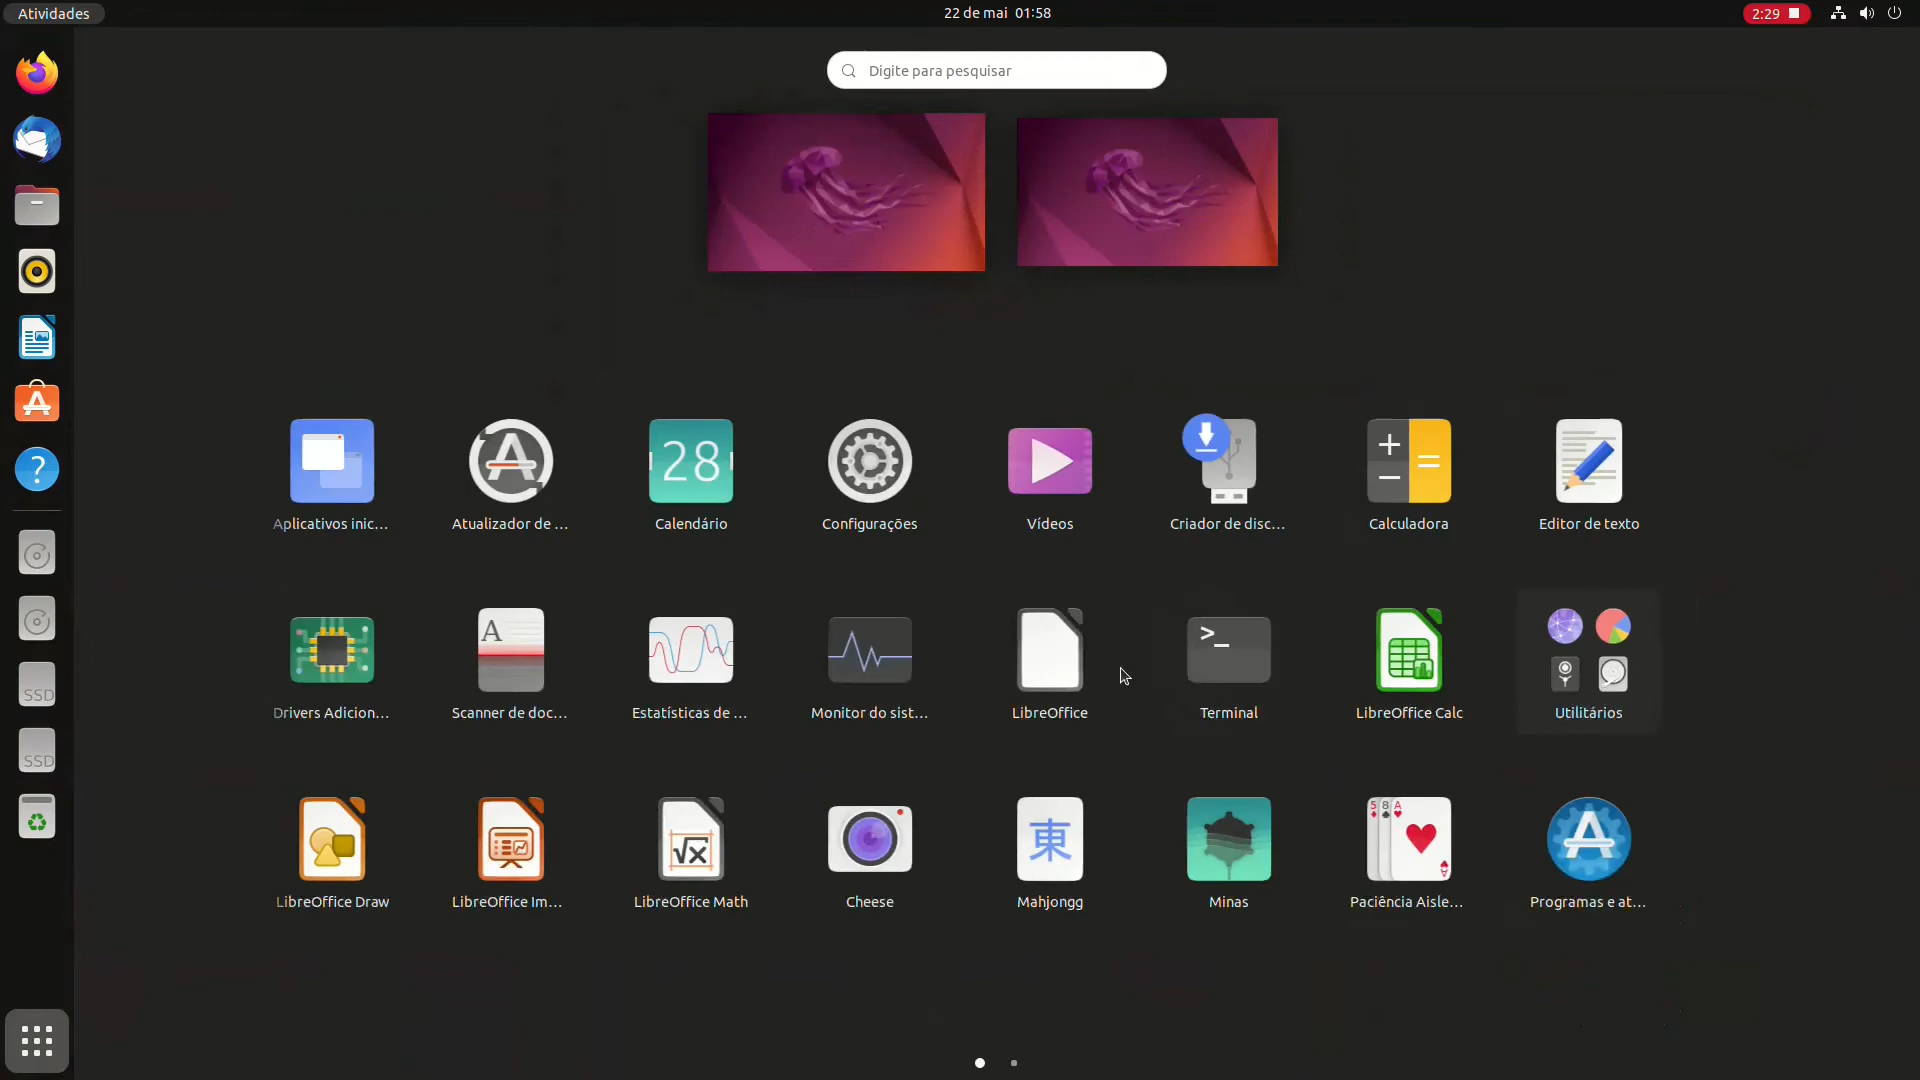 Atividades
22 de mai 01:58
2:29
Digite para pesquisar
28
Aplicativos inic...
Atualizador de ...
Calendário
Configurações
Vídeos
Criador de disc...
Calculadora
Editor de texto
A
>_
Drivers Adicion...
Scanner de doc...
Estatísticas de ...
Monitor do sist...
LibreOffice
Terminal
LibreOffice Calc
Utilitários
SSD
SSD
√x
東
5 8 A
LibreOffice Draw
LibreOffice Im...
LibreOffice Math
Cheese
Mahjongg
Minas
Paciência Aisle...
Programas e at...